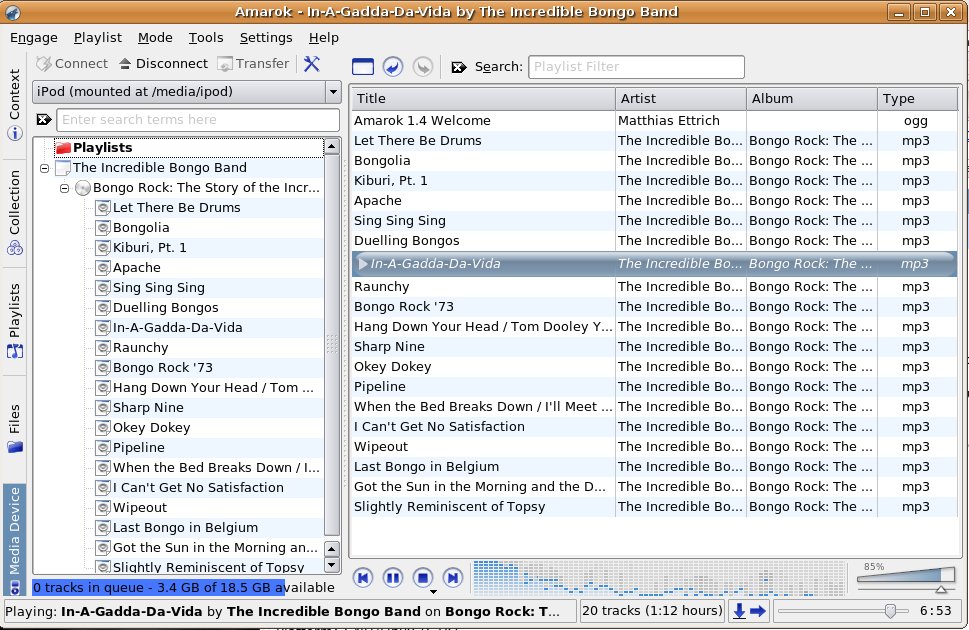 Amarok - In-A-Gadda-Da-Vida by The Incredible Bongo Band
Engage Playlist Mode Tools Settings Help
Connect Disconnect Transfer
Search: Playlist Filter
iPod (mounted at /media/ipod)
Enter search terms here
Context
Collection
Playlists
Files
Media Device
Playlists
The Incredible Bongo Band
Bongo Rock: The Story of the Incr...
Let There Be Drums
Bongolia
Kiburi, Pt. 1
Apache
Sing Sing Sing
Duelling Bongos
In-A-Gadda-Da-Vida
Raunchy
Bongo Rock '73
Hang Down Your Head / Tom ...
Sharp Nine
Okey Dokey
Pipeline
When the Bed Breaks Down / I...
I Can't Get No Satisfaction
Wipeout
Last Bongo in Belgium
Got the Sun in the Morning an...
Slightly Reminiscent of Topsy
0 tracks in queue - 3.4 GB of 18.5 GB available
Title Artist Album Type
Amarok 1.4 Welcome Matthias Ettrich ogg
Let There Be Drums The Incredible Bo... Bongo Rock: The ... mp3
Bongolia The Incredible Bo... Bongo Rock: The ... mp3
Kiburi, Pt. 1 The Incredible Bo... Bongo Rock: The ... mp3
Apache The Incredible Bo... Bongo Rock: The ... mp3
Sing Sing Sing The Incredible Bo... Bongo Rock: The ... mp3
Duelling Bongos The Incredible Bo... Bongo Rock: The ... mp3
In-A-Gadda-Da-Vida The Incredible Bo... Bongo Rock: The ... mp3
Raunchy The Incredible Bo... Bongo Rock: The ... mp3
Bongo Rock '73 The Incredible Bo... Bongo Rock: The ... mp3
Hang Down Your Head / Tom Dooley Y... The Incredible Bo... Bongo Rock: The ... mp3
Sharp Nine The Incredible Bo... Bongo Rock: The ... mp3
Okey Dokey The Incredible Bo... Bongo Rock: The ... mp3
Pipeline The Incredible Bo... Bongo Rock: The ... mp3
When the Bed Breaks Down / I'll Meet ... The Incredible Bo... Bongo Rock: The ... mp3
I Can't Get No Satisfaction The Incredible Bo... Bongo Rock: The ... mp3
Wipeout The Incredible Bo... Bongo Rock: The ... mp3
Last Bongo in Belgium The Incredible Bo... Bongo Rock: The ... mp3
Got the Sun in the Morning and the D... The Incredible Bo... Bongo Rock: The ... mp3
Slightly Reminiscent of Topsy The Incredible Bo... Bongo Rock: The ... mp3
85%
Playing: In-A-Gadda-Da-Vida by The Incredible Bongo Band on Bongo Rock: T...
20 tracks (1:12 hours)
6:53